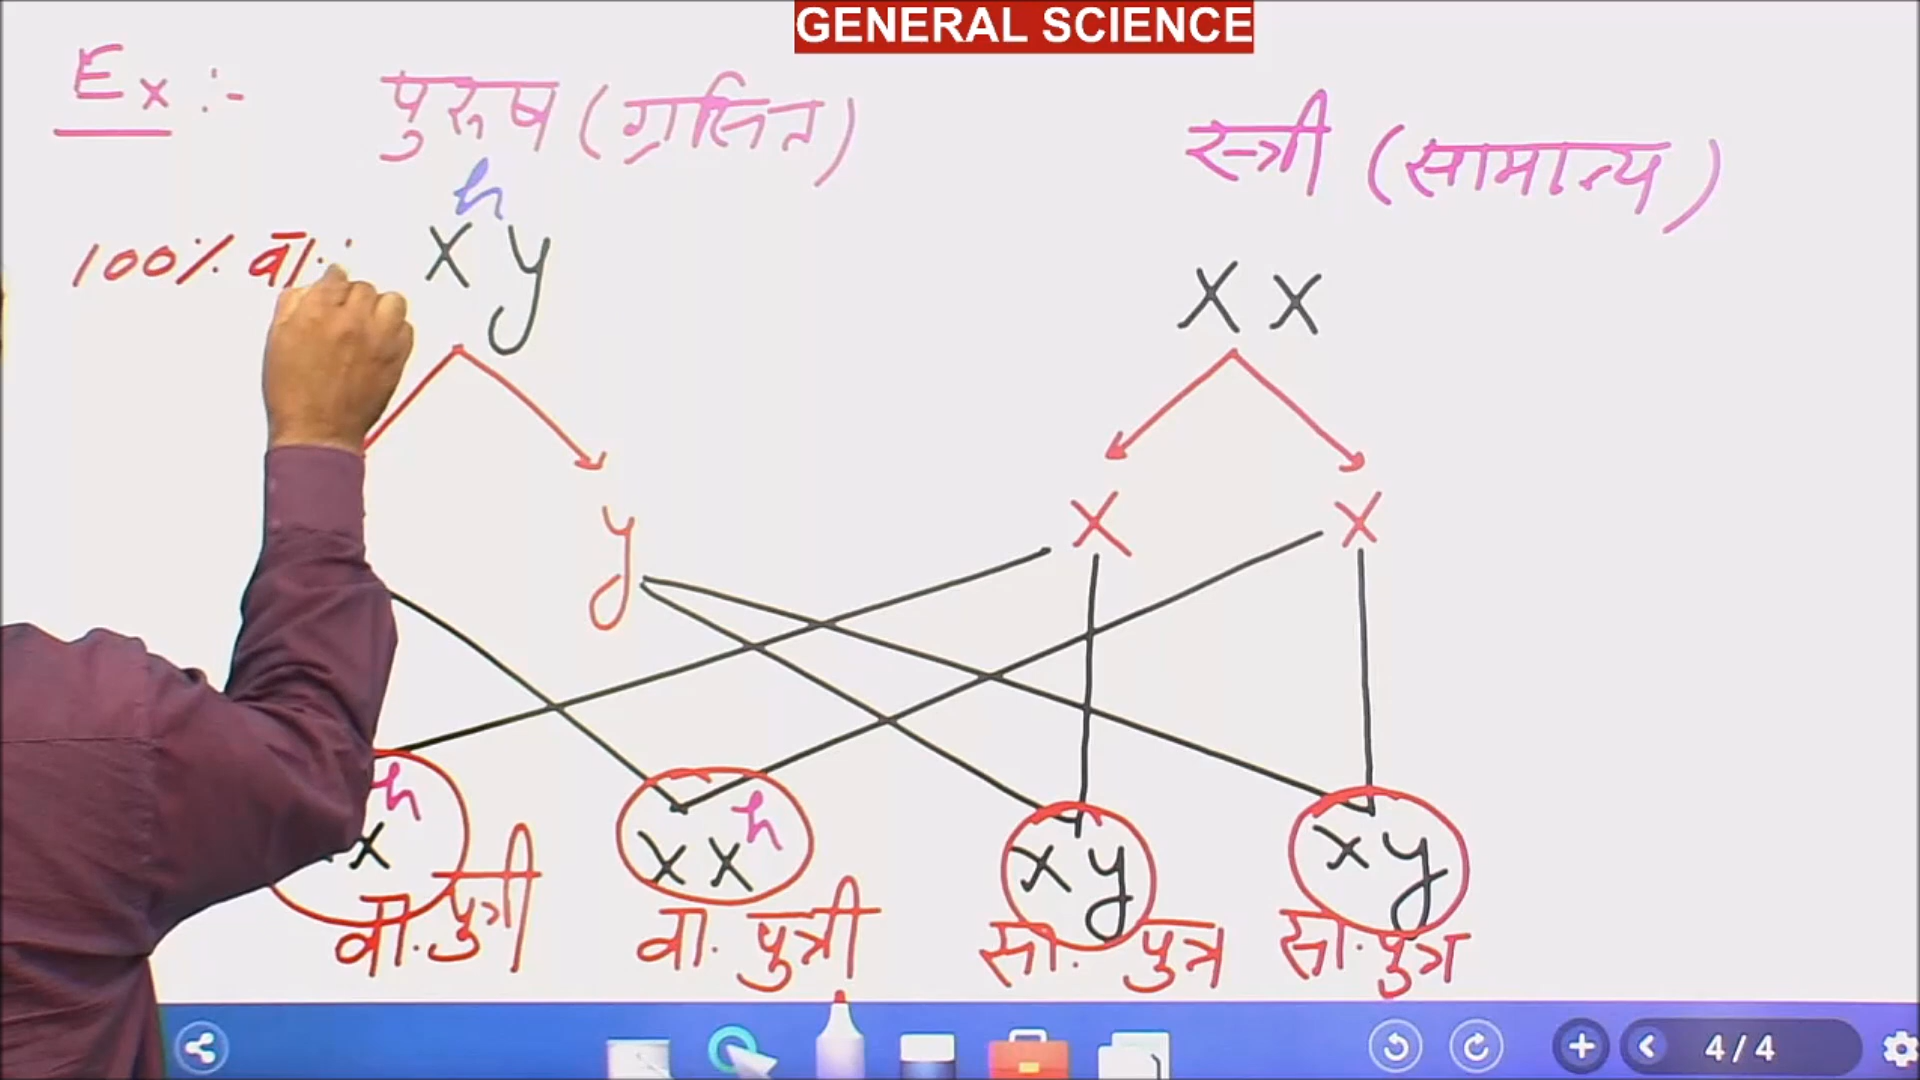 GENERAL SCIENCE
Ex :- पुरुष (ग्रसित) स्त्री (सामान्य)
h
100% वा. x y X x
y x x
h h
x x x x y x y
वा. पुत्री वा. पुत्री सा. पुत्र सा. पुत्र
4/4